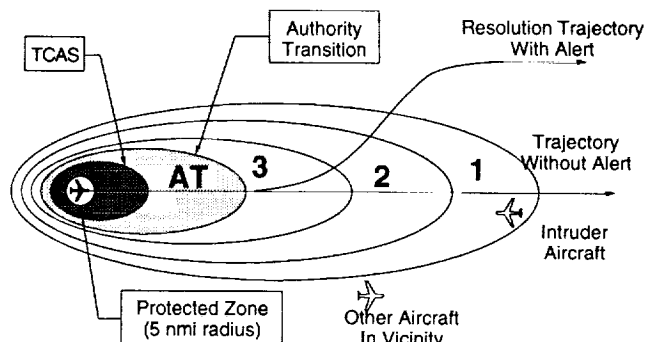 Authority
Transition
TCAS
Resolution Trajectory
With Alert
AT
3
2
1
Trajectory
Without Alert
Intruder
Aircraft
Protected Zone
(5 nmi radius)
Other Aircraft
In Vicinity